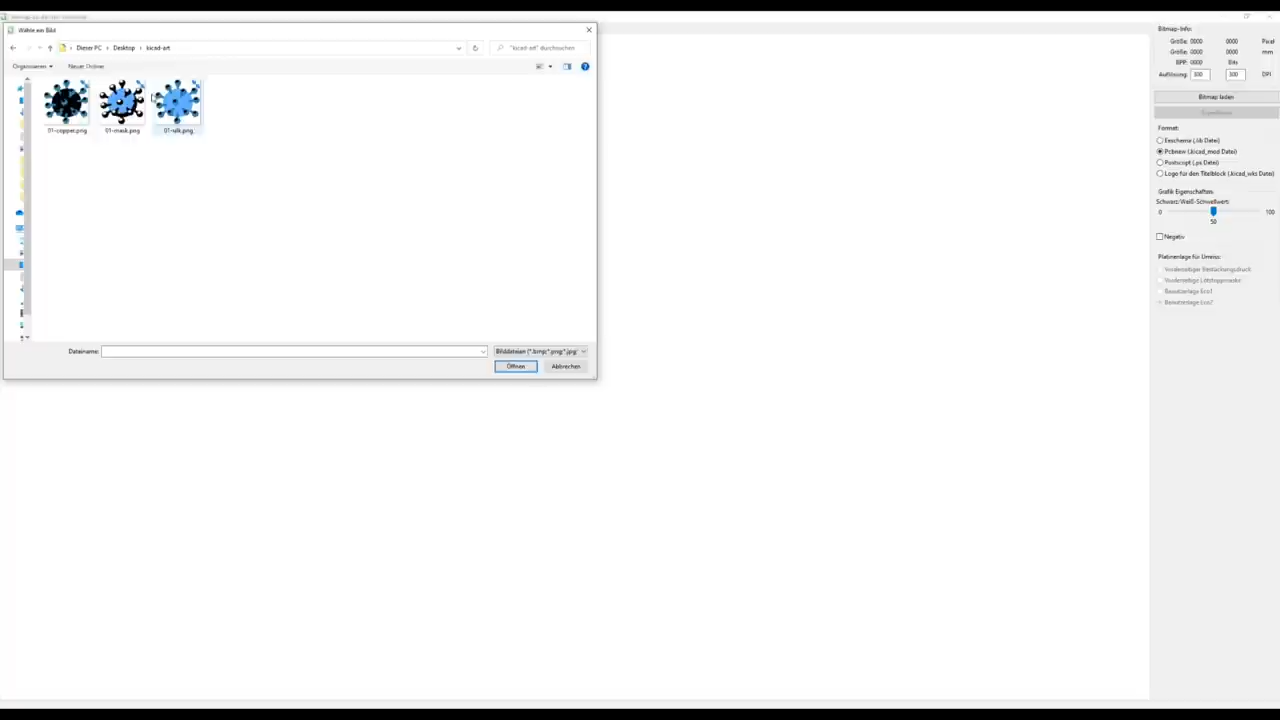 Wähle ein Bild
Dieser PC › Desktop › kicad-art
"kicad-art" durchsuchen
Organisieren
Neuer Ordner
01-copper.png
01-mask.png
01-silk.png
Dateiname:
Bilddateien (*.bmp;*.png;*.jpg
Öffnen
Abbrechen
Bitmap-Info:
Größe: 0000 0000 Pixel
Größe: 0000 0000 mm
BPP: 0000 Bits
Auflösung: 300 300 DPI
Bitmap laden
Format:
Eeschema (.lib Datei)
Pcbnew (.kicad_mod Datei)
Postscript (.ps Datei)
Logo für den Titelblock (.kicad_wks Datei)
Grafik Eigenschaften:
Schwarz/Weiß-Schwellwert:
0 100
50
Negativ
Platinenlage für Umriss:
Vorderseitiger Bestückungsdruck
Vorderseitige Lötstoppmaske
Benutzerlage Eco1
Benutzerlage Eco2